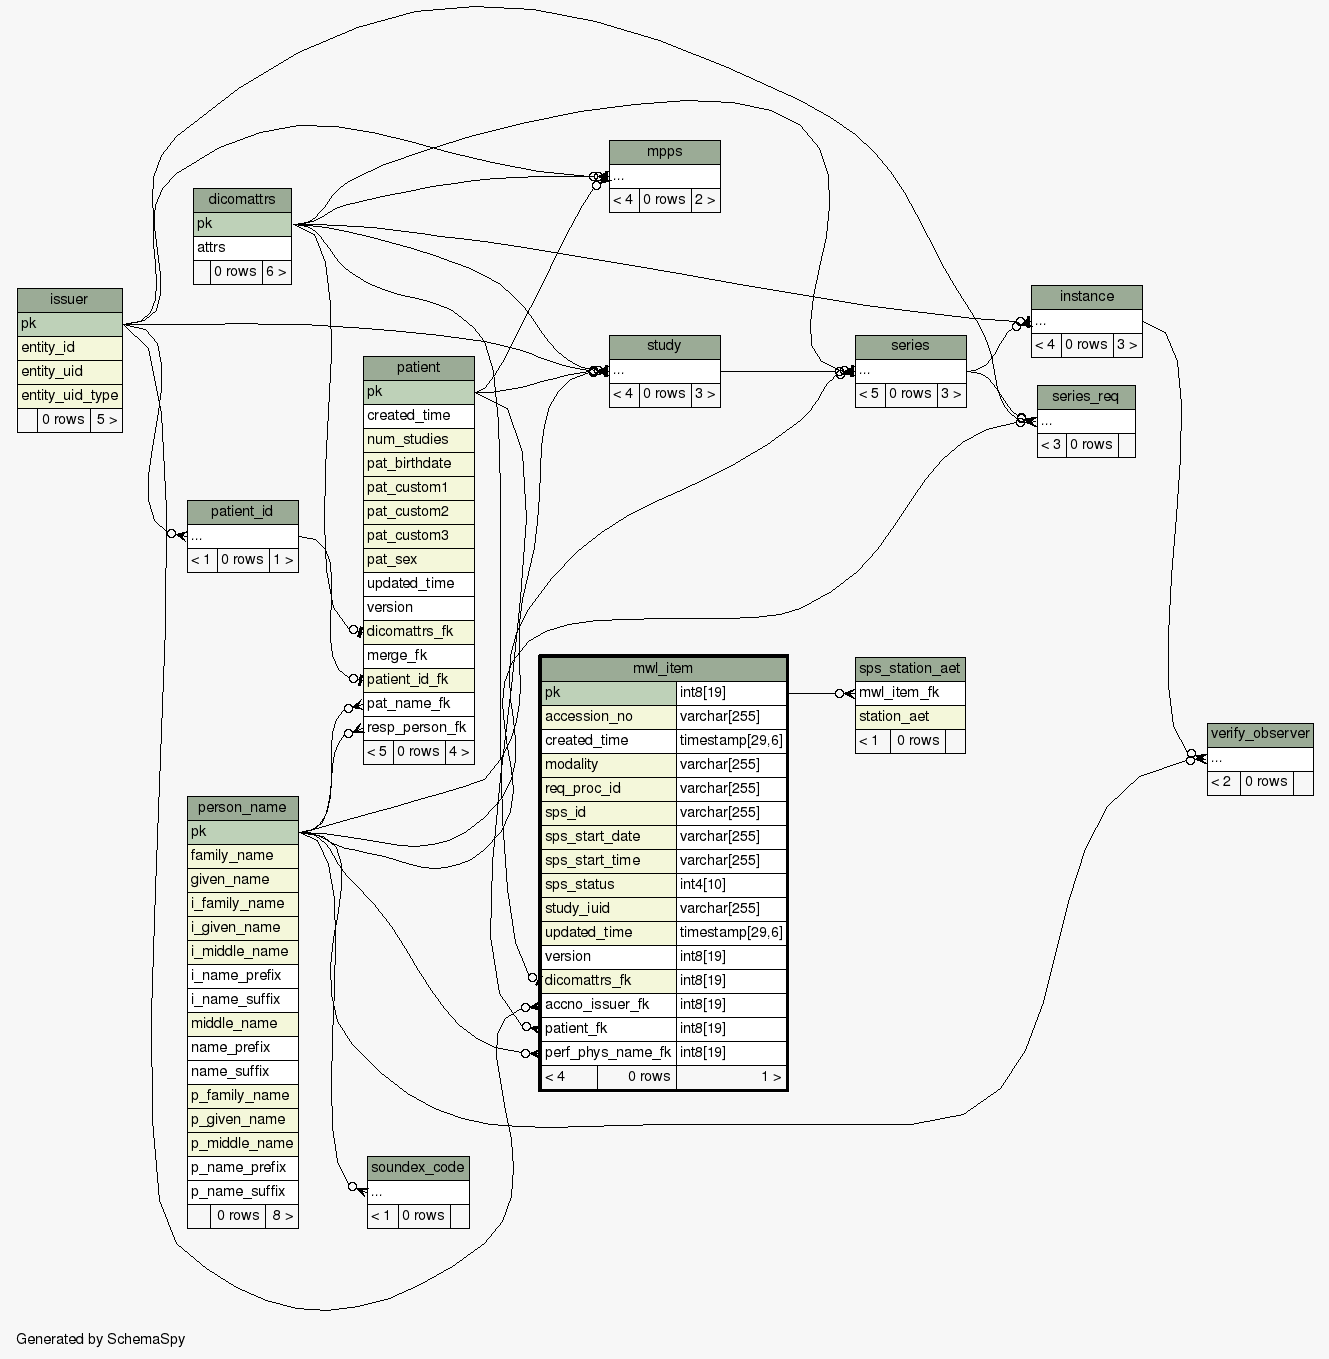 mpps
...
< 4 0 rows 2 >
dicomattrs
pk
attrs
0 rows 6 >
issuer
pk
entity_id
entity_uid
entity_uid_type
0 rows 5 >
instance
...
< 4 0 rows 3 >
study
...
< 4 0 rows 3 >
series
...
< 5 0 rows 3 >
series_req
...
< 3 0 rows
patient
pk
created_time
num_studies
pat_birthdate
pat_custom1
pat_custom2
pat_custom3
pat_sex
updated_time
version
dicomattrs_fk
merge_fk
patient_id_fk
pat_name_fk
resp_person_fk
< 5 0 rows 4 >
patient_id
...
< 1 0 rows 1 >
mwl_item
pk int8[19]
accession_no varchar[255]
created_time timestamp[29,6]
modality varchar[255]
req_proc_id varchar[255]
sps_id varchar[255]
sps_start_date varchar[255]
sps_start_time varchar[255]
sps_status int4[10]
study_iuid varchar[255]
updated_time timestamp[29,6]
version int8[19]
dicomattrs_fk int8[19]
accno_issuer_fk int8[19]
patient_fk int8[19]
perf_phys_name_fk int8[19]
< 4 0 rows 1 >
sps_station_aet
mwl_item_fk
station_aet
< 1 0 rows
verify_observer
...
< 2 0 rows
person_name
pk
family_name
given_name
i_family_name
i_given_name
i_middle_name
i_name_prefix
i_name_suffix
middle_name
name_prefix
name_suffix
p_family_name
p_given_name
p_middle_name
p_name_prefix
p_name_suffix
0 rows 8 >
soundex_code
...
< 1 0 rows
Generated by SchemaSpy